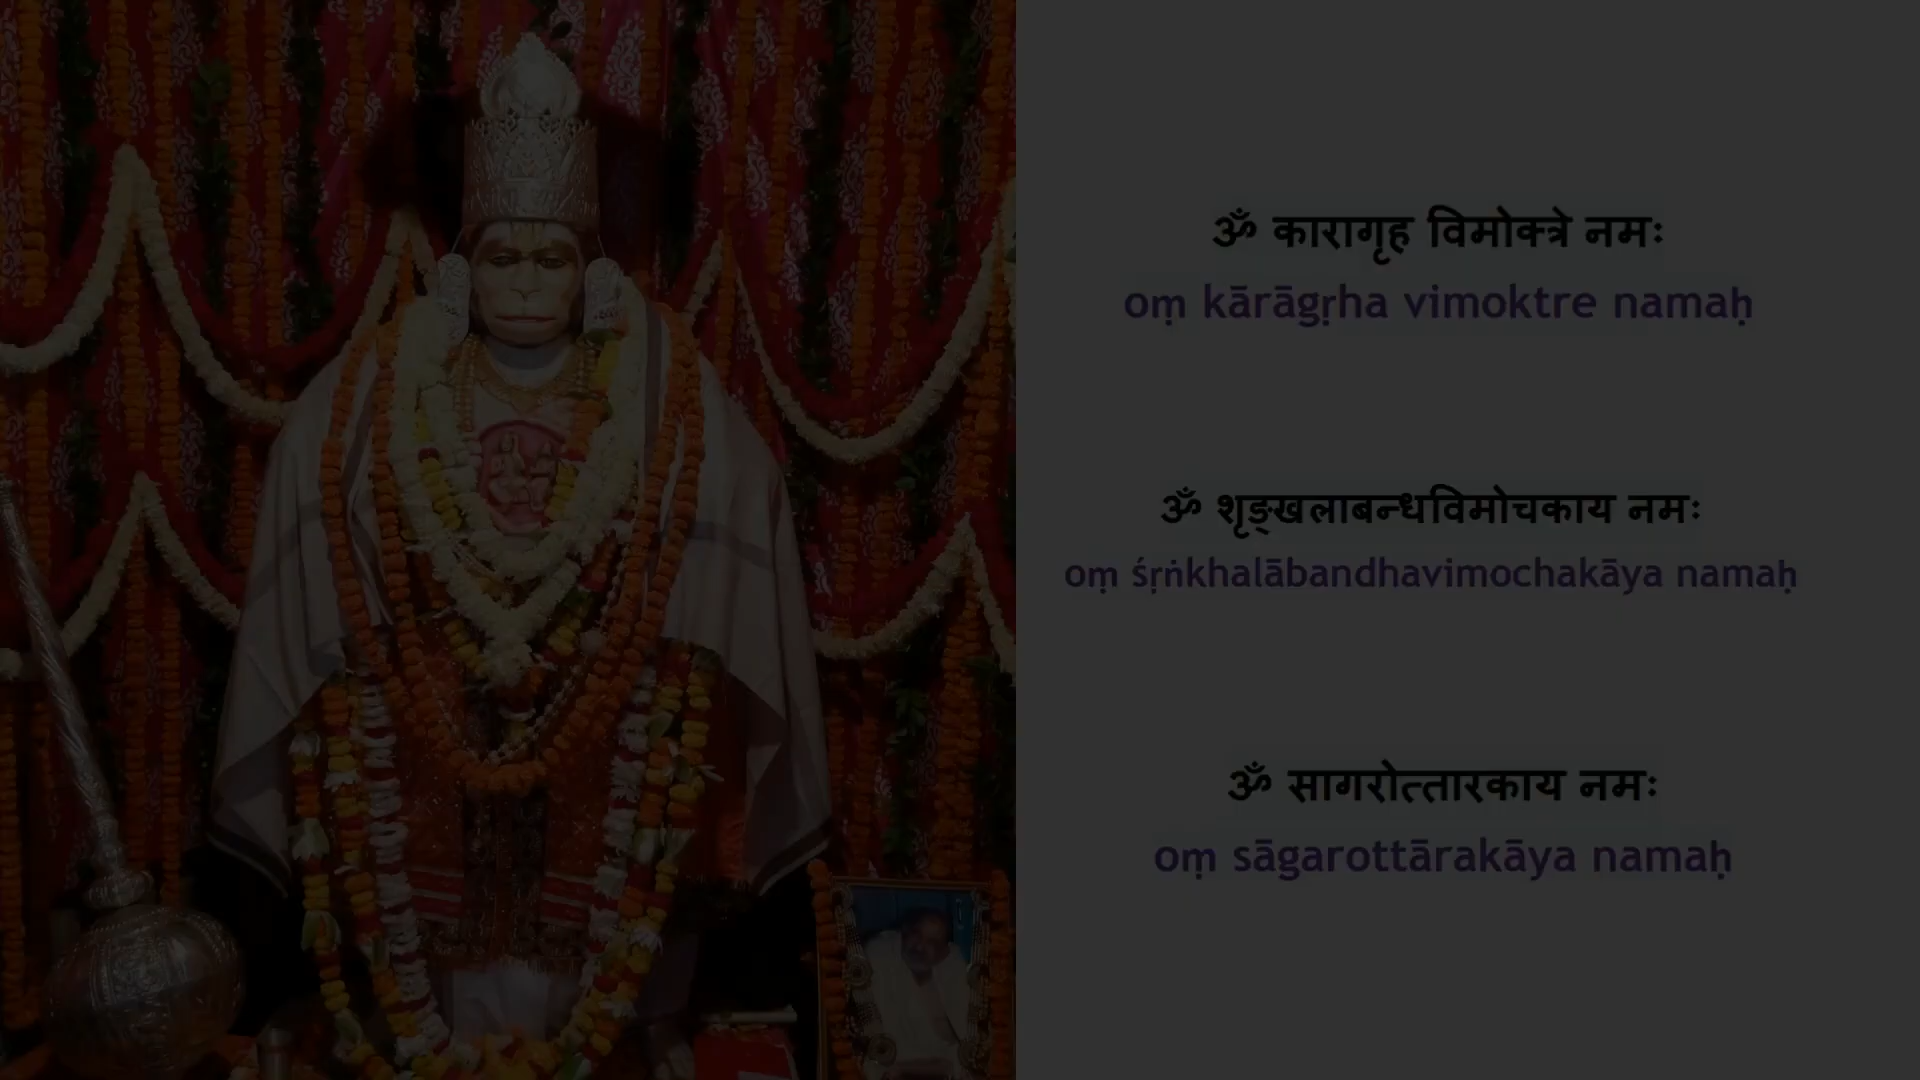 ॐ कारागृह विमोक्त्रे नमः
oṃ kārāgṛha vimoktre namaḥ
ॐ शृङ्खलाबन्धविमोचकाय नमः
oṃ śṛṅkhalābandhavimochakāya namaḥ
ॐ सागरोत्तारकाय नमः
oṃ sāgarottārakāya namaḥ